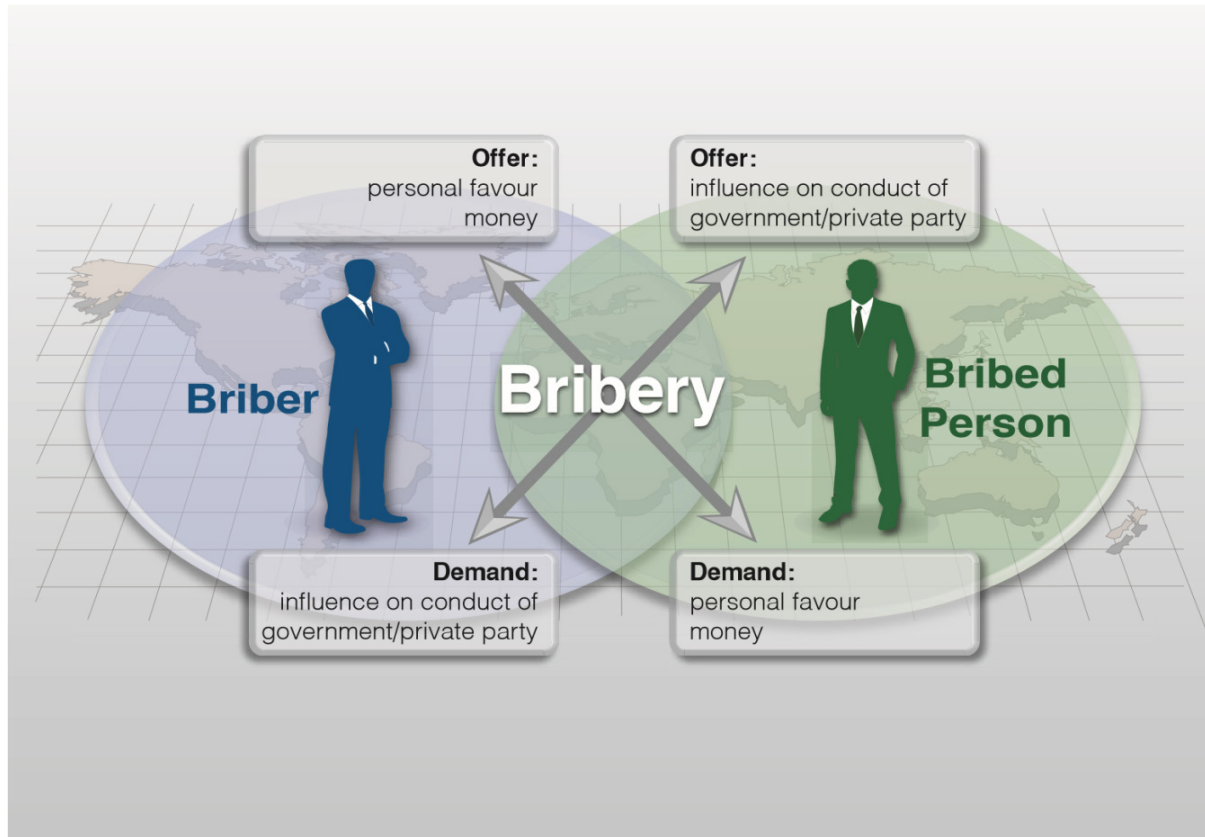 Offer:
personal favour
money
Offer:
influence on conduct of
government/private party
Briber
Bribery
Bribed
Person
Demand:
influence on conduct of
government/private party
Demand:
personal favour
money